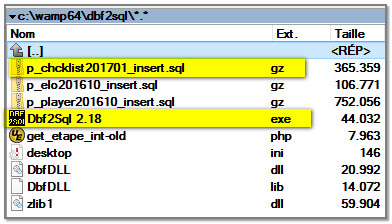 c:\wamp64\dbf2sql\*.*
Nom Ext. Taille
[..] <RÉP>
p_chcklist201701_insert.sql gz 365.359
p_elo201610_insert.sql gz 106.771
p_player201610_insert.sql gz 752.056
DBF 2SQL Dbf2Sql 2.18 exe 44.032
get_etape_int-old php 7.963
desktop ini 146
DbfDLL dll 20.992
DbfDLL lib 14.072
zlib1 dll 59.904